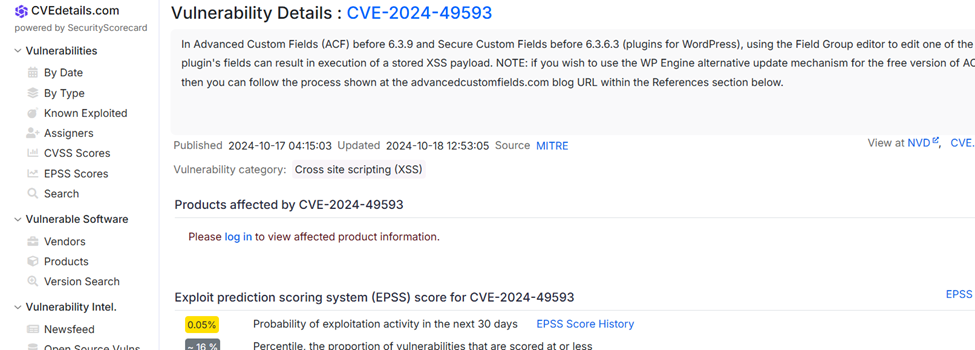 CVEdetails.com
powered by SecurityScorecard
Vulnerabilities
By Date
By Type
Known Exploited
Assigners
CVSS Scores
EPSS Scores
Search
Vulnerable Software
Vendors
Products
Version Search
Vulnerability Intel.
Newsfeed
Open Source Vulns
Vulnerability Details : CVE-2024-49593
In Advanced Custom Fields (ACF) before 6.3.9 and Secure Custom Fields before 6.3.6.3 (plugins for WordPress), using the Field Group editor to edit one of the
plugin's fields can result in execution of a stored XSS payload. NOTE: if you wish to use the WP Engine alternative update mechanism for the free version of AC
then you can follow the process shown at the advancedcustomfields.com blog URL within the References section below.
Published 2024-10-17 04:15:03 Updated 2024-10-18 12:53:05 Source MITRE
View at NVD, CVE.
Vulnerability category: Cross site scripting (XSS)
Products affected by CVE-2024-49593
Please log in to view affected product information.
Exploit prediction scoring system (EPSS) score for CVE-2024-49593
EPSS
0.05% Probability of exploitation activity in the next 30 days EPSS Score History
~ 16 % Percentile, the proportion of vulnerabilities that are scored at or less